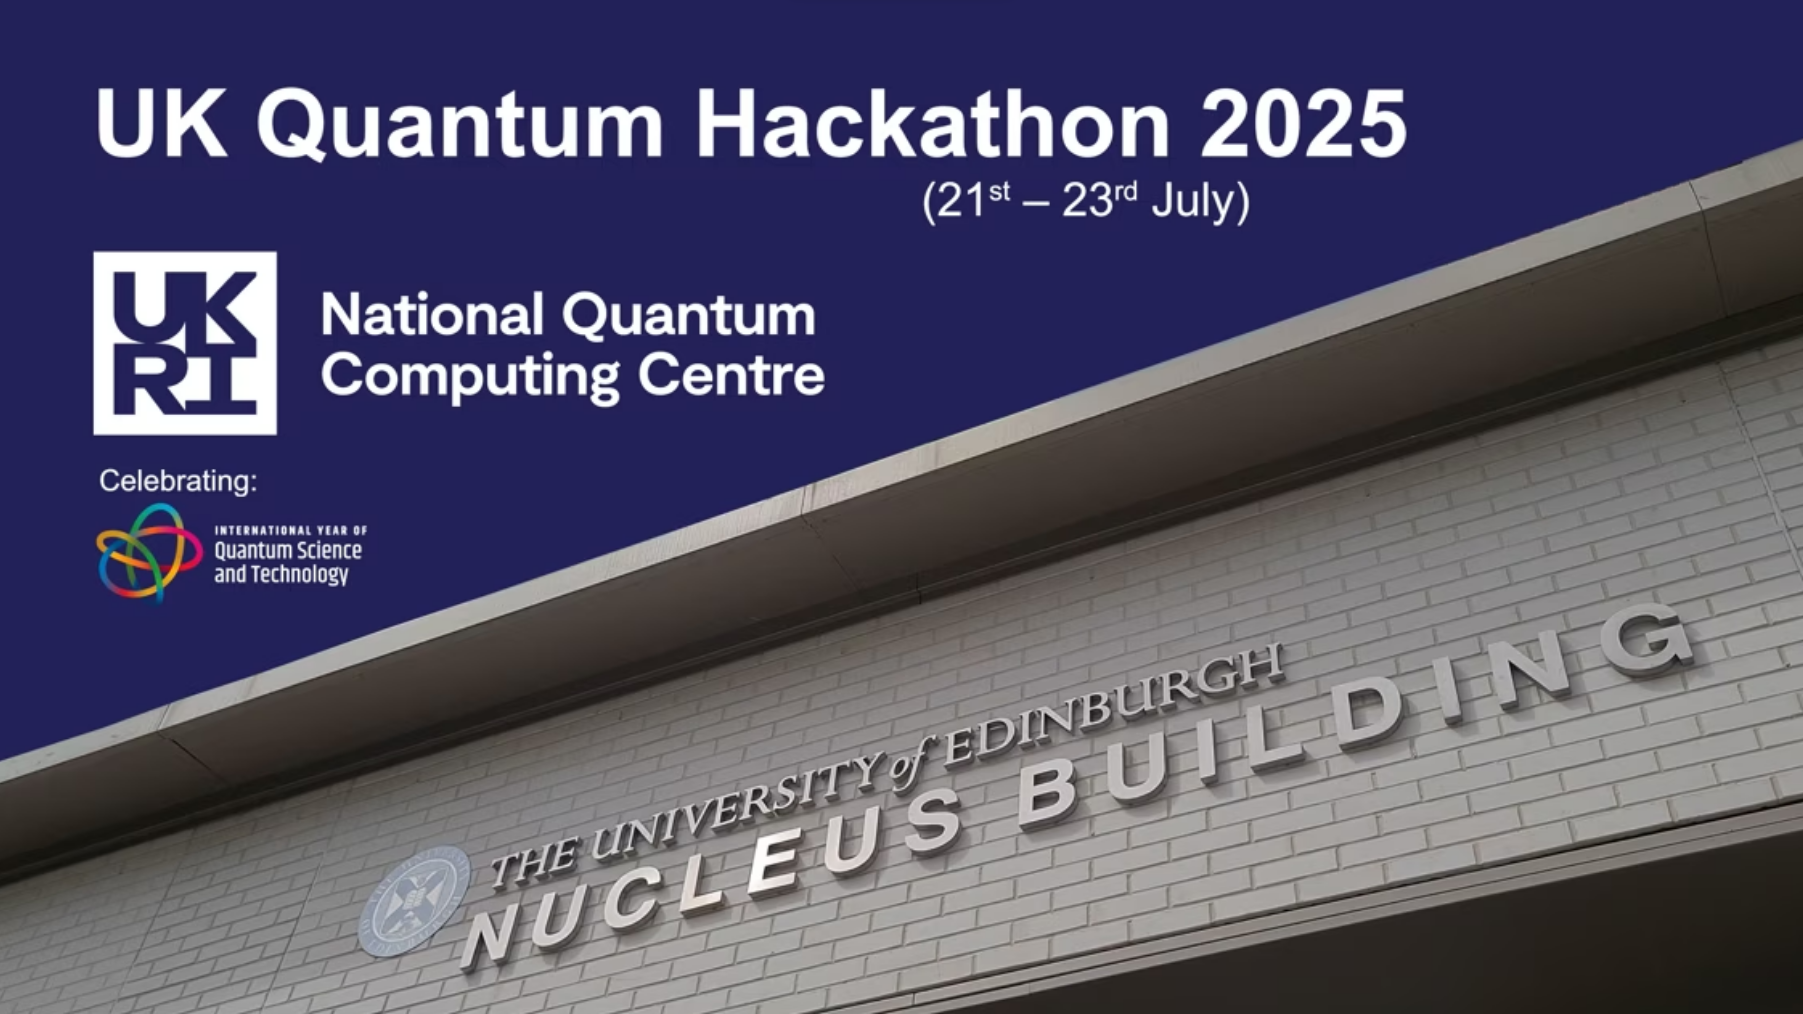 UK Quantum Hackathon 2025
(21st – 23rd July)
UK
RI
National Quantum
Computing Centre
Celebrating:
INTERNATIONAL YEAR OF
Quantum Science
and Technology
THE UNIVERSITY of EDINBURGH
NUCLEUS BUILDING